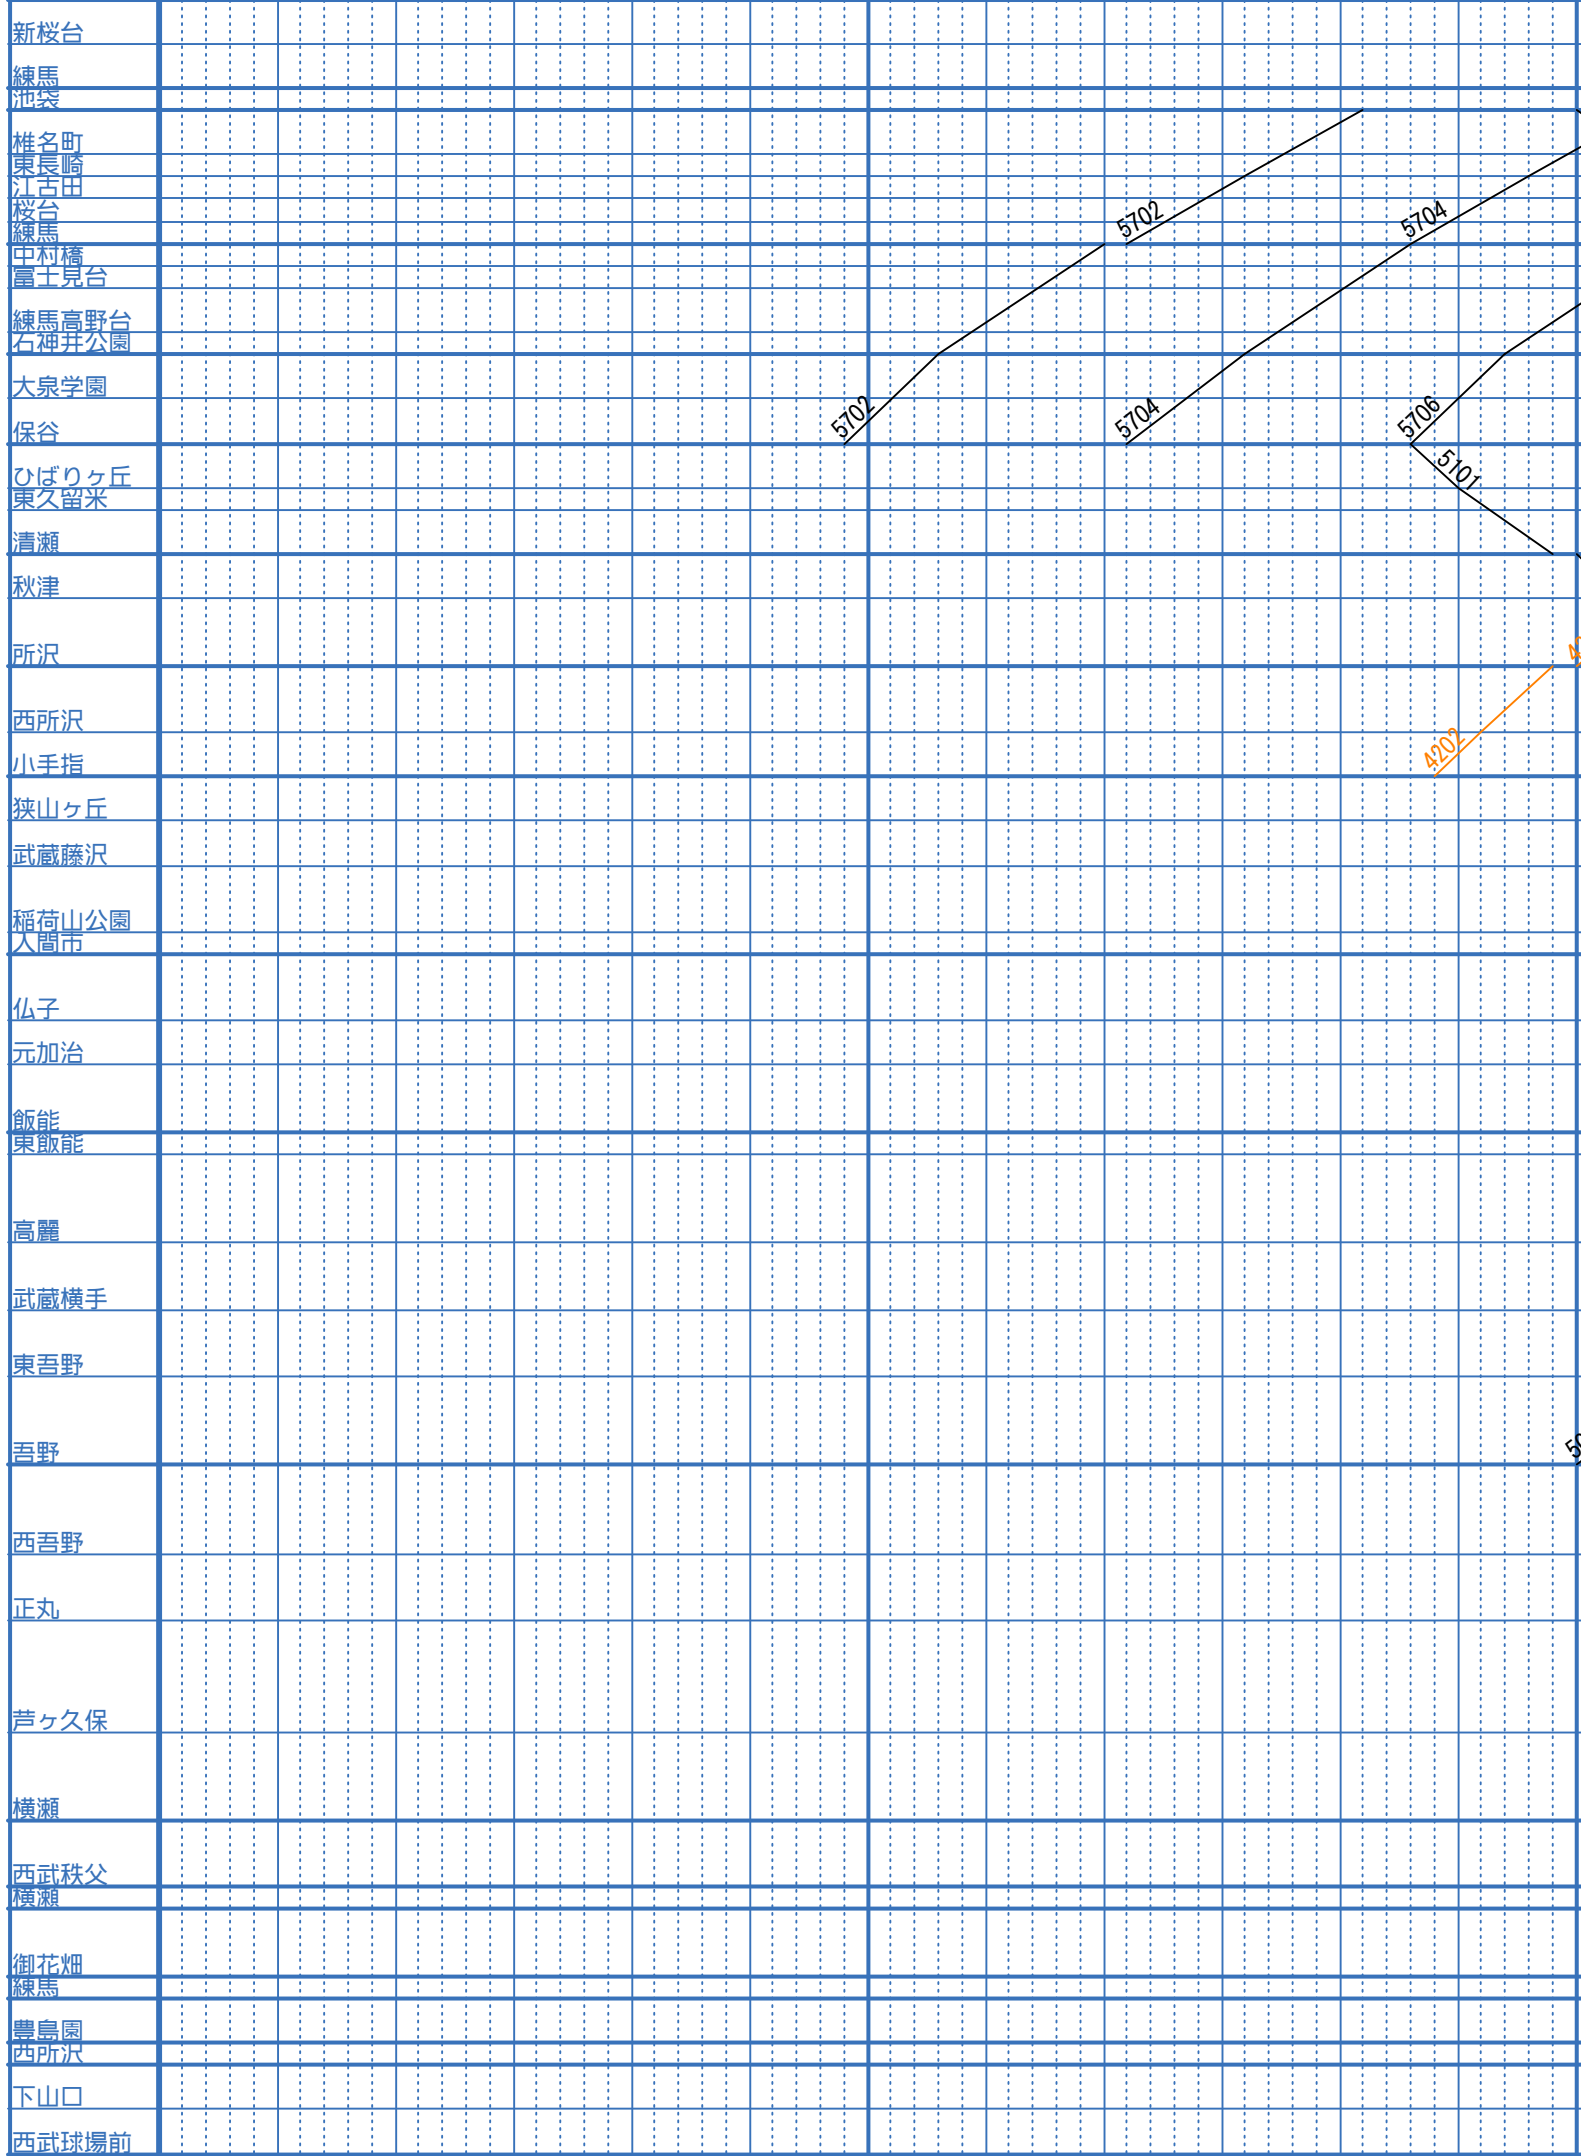 新桜台
練馬
池袋
椎名町
東長崎
江古田
桜台
5702
5704
練馬
中村橋
富士見台
練馬高野台
石神井公園
大泉学園
5702
5704
5706
保谷
ひばりヶ丘
5101
東久留米
清瀬
秋津
所沢
西所沢
4202
小手指
狭山ヶ丘
武蔵藤沢
稲荷山公園
入間市
仏子
元加治
飯能
東飯能
高麗
武蔵横手
東吾野
吾野
西吾野
正丸
芦ヶ久保
横瀬
西武秩父
横瀬
御花畑
練馬
豊島園
西所沢
下山口
西武球場前